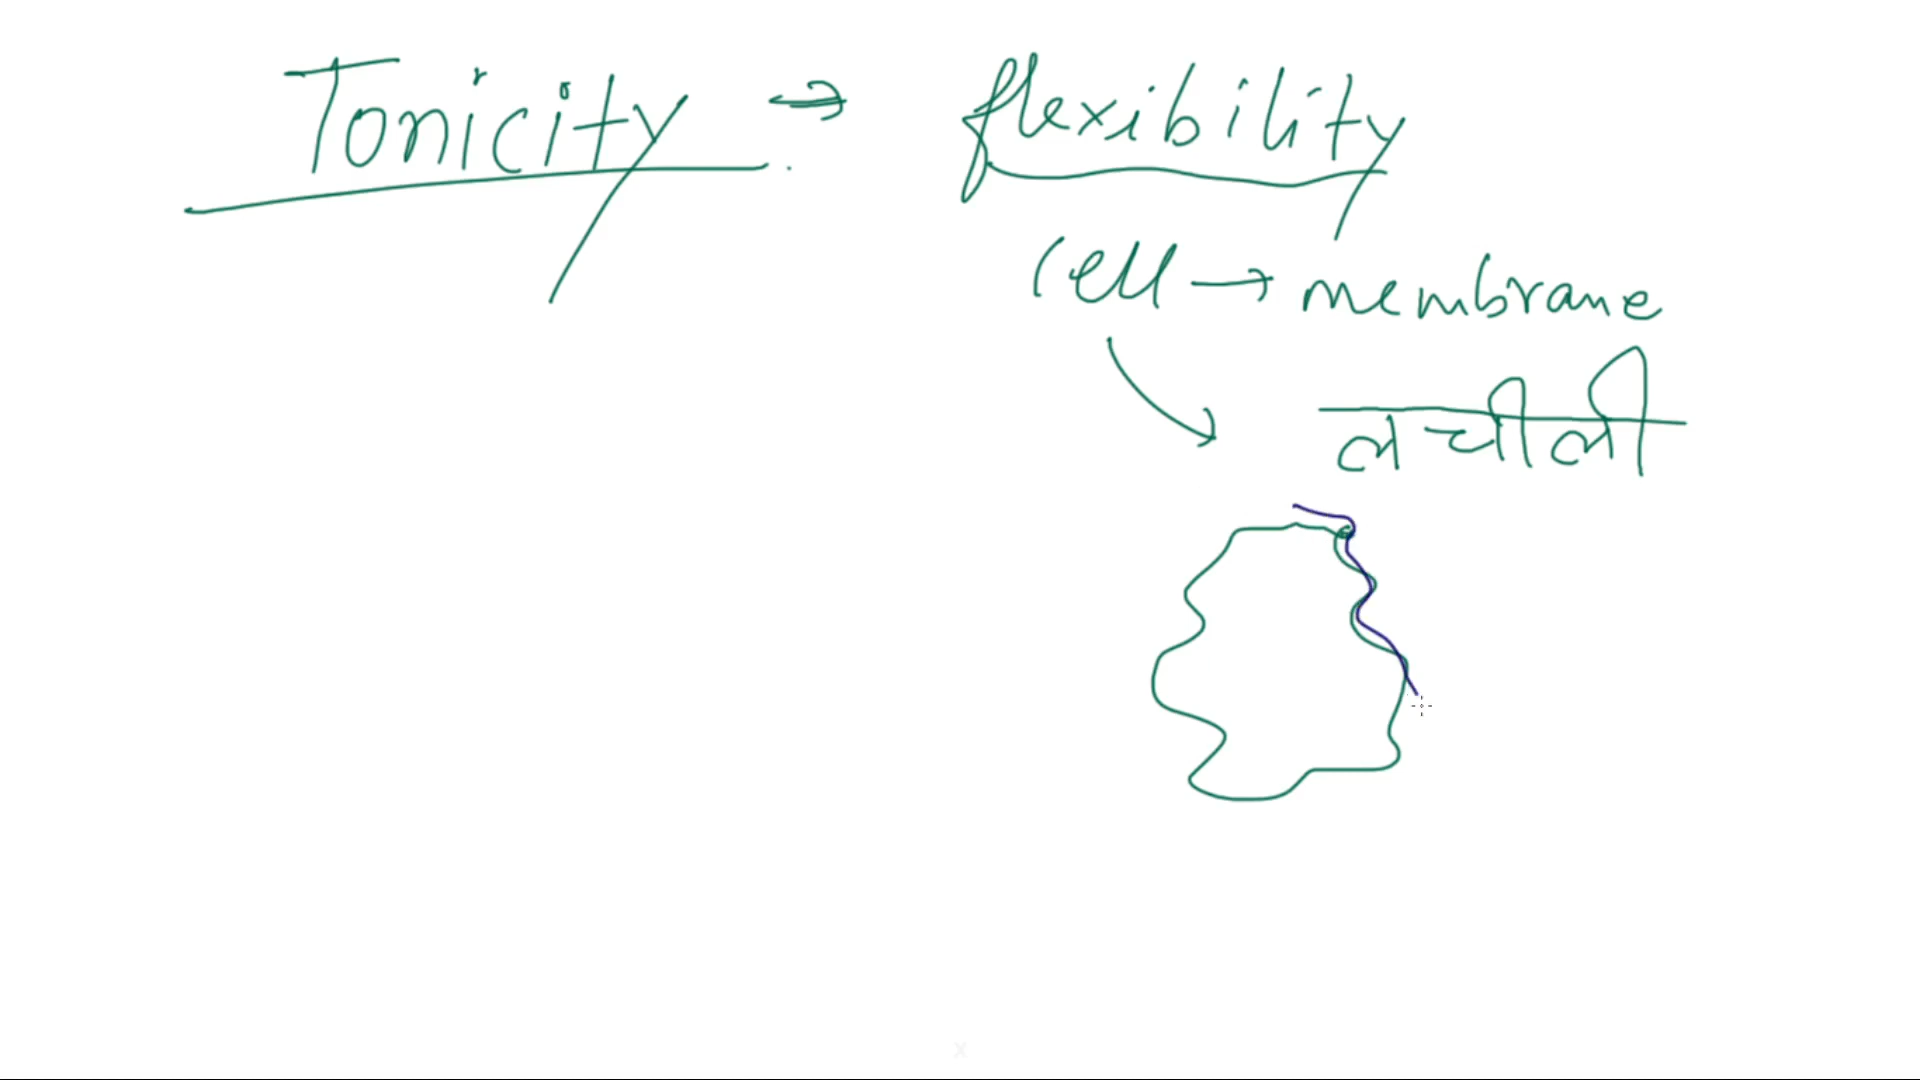 Tonicity → flexibility
Cell → membrane
लचीली
x